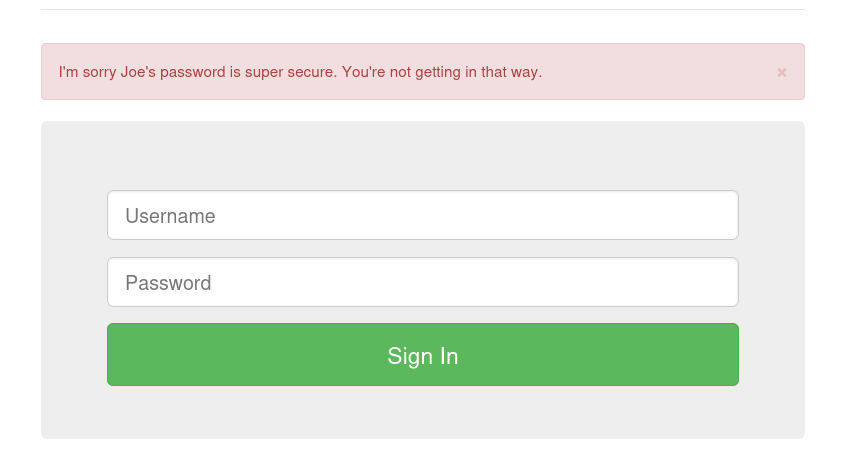 I'm sorry Joe's password is super secure. You're not getting in that way.
×
Username
Password
Sign In